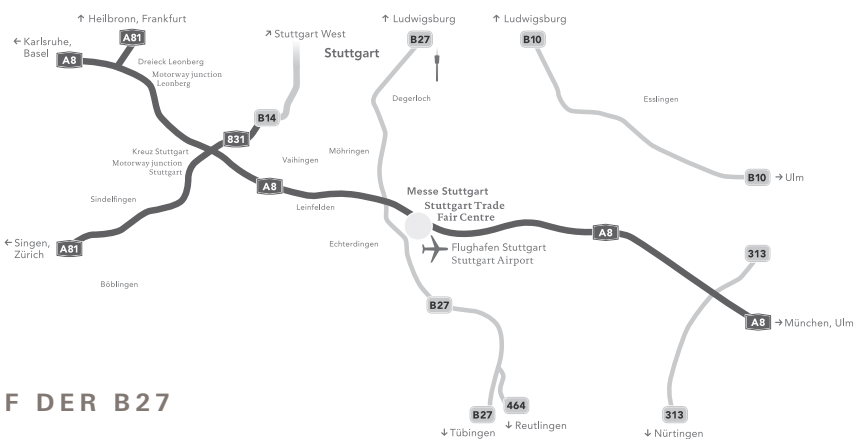 ↑ Heilbronn, Frankfurt
← Karlsruhe,
Basel
A81
A8
Dreieck Leonberg
Motorway junction
Leonberg
↗ Stuttgart West
Stuttgart
↑ Ludwigsburg
B27
↑ Ludwigsburg
B10
Degerloch
Esslingen
B14
831
Kreuz Stuttgart
Motorway junction
Stuttgart
Möhringen
Vaihingen
B10
→ Ulm
A8
Sindelfingen
Leinfelden
Messe Stuttgart
Stuttgart Trade
Fair Centre
← Singen,
Zürich
A81
Echterdingen
Flughafen Stuttgart
Stuttgart Airport
A8
313
Böblingen
B27
A8
→ München, Ulm
F DER B27
B27
464
313
↓ Tübingen
↓ Reutlingen
↓ Nürtingen